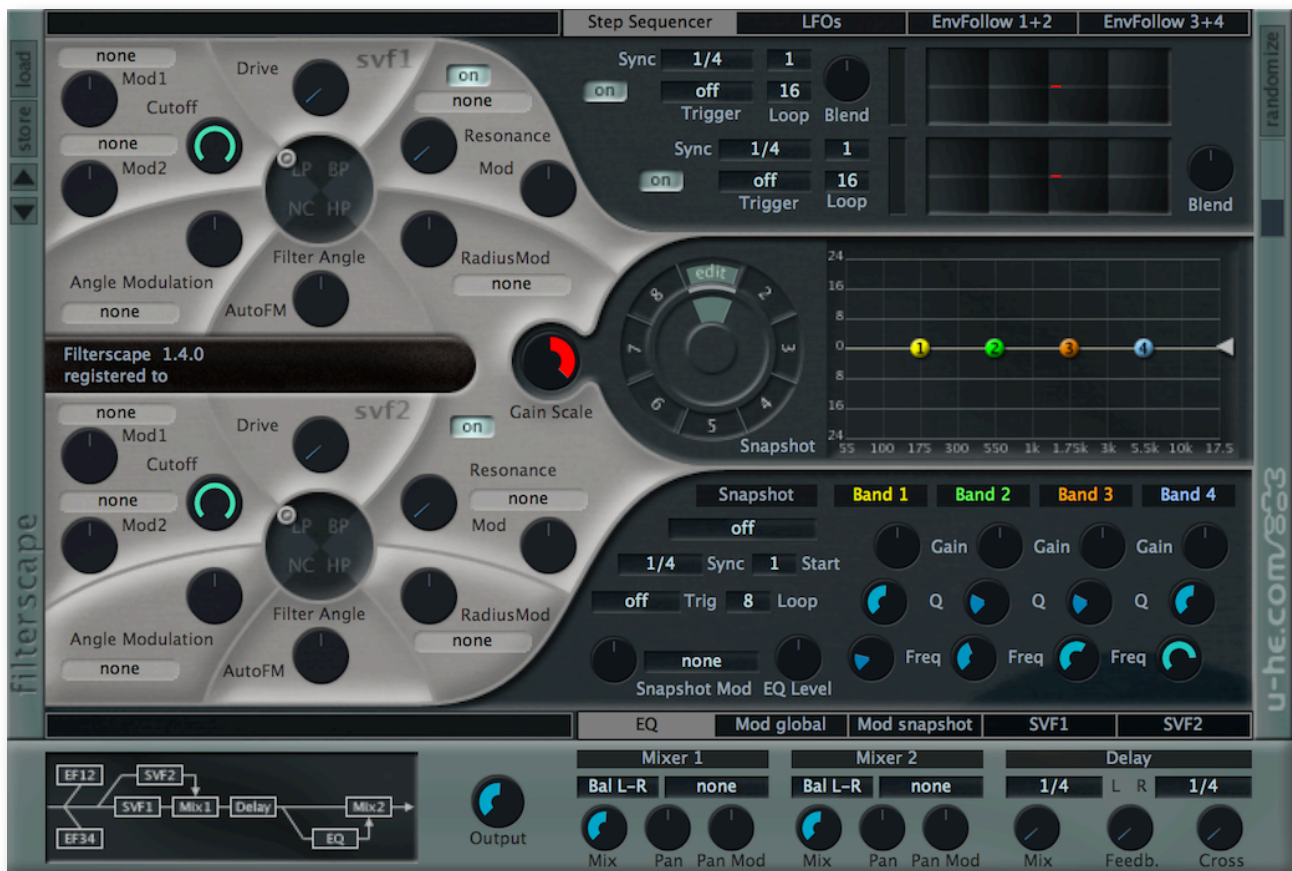 Step Sequencer LFOs EnvFollow 1+2 EnvFollow 3+4
load
store
filterscape
randomize
u-he.com/
none
Mod1
Cutoff
none
Mod2
Drive
svf1
on
none
Resonance
Mod
LP BP
NC HP
Filter Angle
RadiusMod
none
Angle Modulation
none
AutoFM
Sync 1/4 1
on off 16
Trigger Loop Blend
Sync 1/4 1
on off 16
Trigger Loop Blend
Filterscape 1.4.0
registered to
Gain Scale
edit
2
3
4
5
6
7
8
Snapshot
24
16
8
0
8
16
24
1 2 3 4
55 100 175 300 550 1k 1.75k 3k 5.5k 10k 17.5
none
Mod1
Cutoff
none
Mod2
Drive
svf2
on
Resonance
none
Mod
LP BP
NC HP
Filter Angle
RadiusMod
none
Angle Modulation
none
AutoFM
Snapshot Band 1 Band 2 Band 3 Band 4
off
Gain Gain Gain
1/4 Sync 1 Start
off Trig 8 Loop
Q Q Q
none
Freq Freq Freq
Snapshot Mod EQ Level
EQ Mod global Mod snapshot SVF1 SVF2
EF12 SVF2
SVF1 Mix1 Delay Mix2
EF34 EQ
Output
Mixer 1 Mixer 2 Delay
Bal L-R none Bal L-R none 1/4 L R 1/4
Mix Pan Pan Mod Mix Pan Pan Mod Mix Feedb. Cross